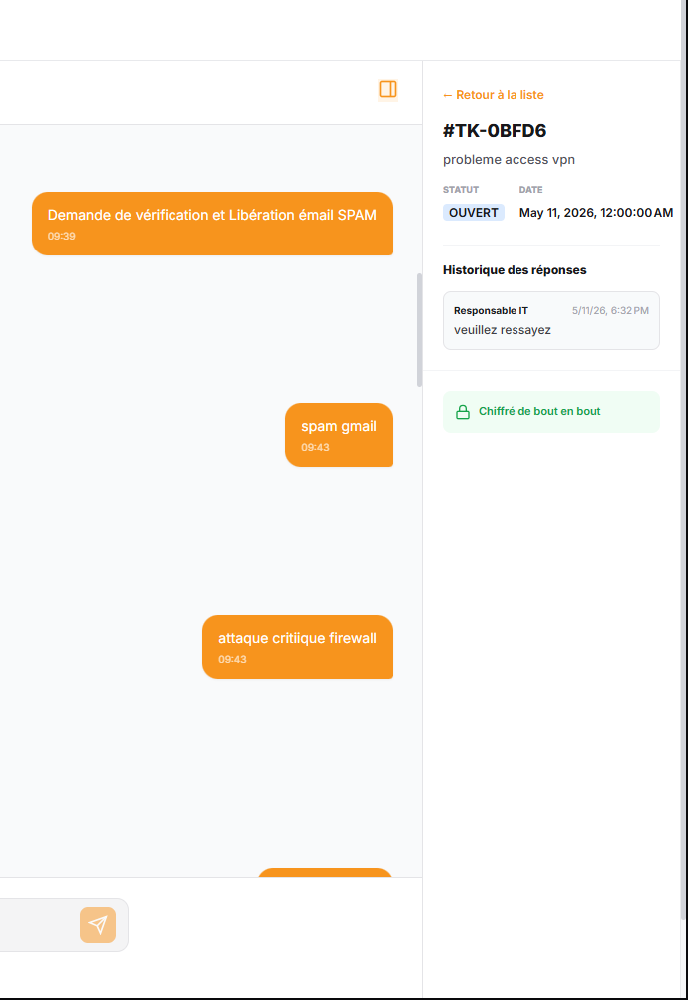 Demande de vérification et Libération émail SPAM
09:39
spam gmail
09:43
attaque critiique firewall
09:43
← Retour à la liste
#TK-0BFD6
probleme access vpn
STATUT DATE
OUVERT May 11, 2026, 12:00:00 AM
Historique des réponses
Responsable IT 5/11/26, 6:32 PM
veuillez ressayez
Chiffré de bout en bout